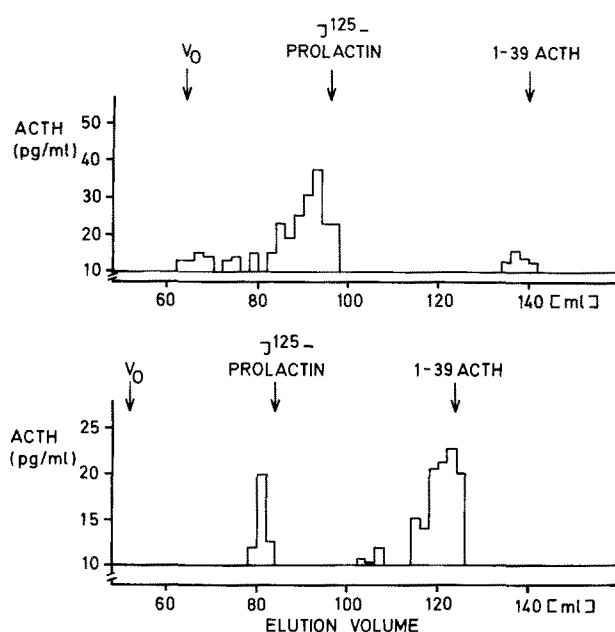 J125-
V0 PROLACTIN 1-39 ACTH
ACTH
(pg/ml)
50
40
30
20
10
60 80 100 120 140 [ml]
J125-
V0 PROLACTIN 1-39 ACTH
ACTH
(pg/ml)
25
20
15
10
60 80 100 120 140 [ml]
ELUTION VOLUME